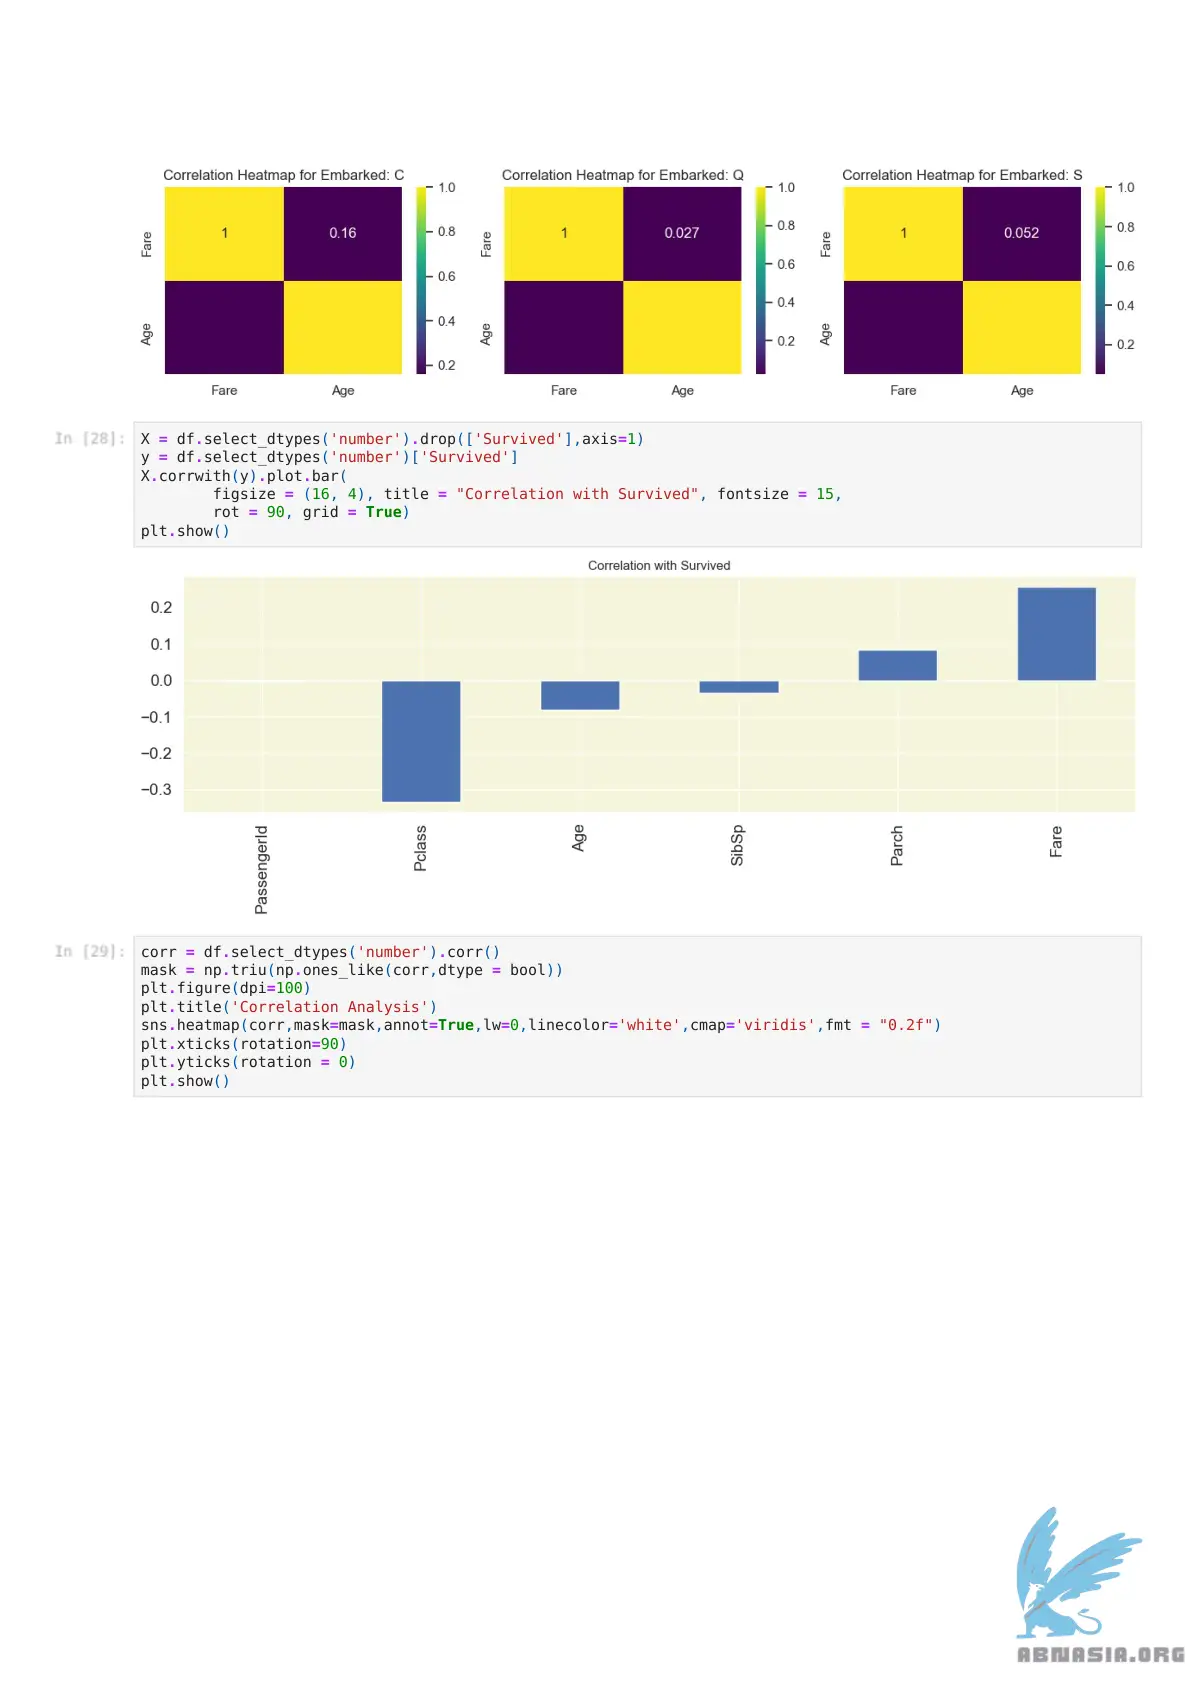 Correlation Heatmap for Embarked: C
Correlation Heatmap for Embarked: Q
Correlation Heatmap for Embarked: S
Fare
1
0.16
Age
Fare
Age
1.0
0.8
0.6
0.4
0.2
Fare
1
0.027
Age
Fare
Age
1.0
0.8
0.6
0.4
0.2
Fare
1
0.052
Age
Fare
Age
1.0
0.8
0.6
0.4
0.2
In [28]:
X = df.select_dtypes('number').drop(['Survived'],axis=1)
y = df.select_dtypes('number')['Survived']
X.corrwith(y).plot.bar(
        figsize = (16, 4), title = "Correlation with Survived", fontsize = 15,
        rot = 90, grid = True)
plt.show()
Correlation with Survived
0.2
0.1
0.0
−0.1
−0.2
−0.3
PassengerId
Pclass
Age
SibSp
Parch
Fare
In [29]:
corr = df.select_dtypes('number').corr()
mask = np.triu(np.ones_like(corr,dtype = bool))
plt.figure(dpi=100)
plt.title('Correlation Analysis')
sns.heatmap(corr,mask=mask,annot=True,lw=0,linecolor='white',cmap='viridis',fmt = "0.2f")
plt.xticks(rotation=90)
plt.yticks(rotation = 0)
plt.show()
ABNASIA.ORG